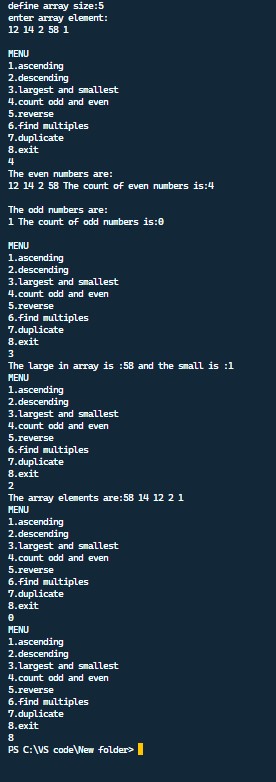 define array size:5
enter array element:
12 14 2 58 1

MENU
1.ascending
2.descending
3.largest and smallest
4.count odd and even
5.reverse
6.find multiples
7.duplicate
8.exit
4
The even numbers are:
12 14 2 58 The count of even numbers is:4

The odd numbers are:
1 The count of odd numbers is:0

MENU
1.ascending
2.descending
3.largest and smallest
4.count odd and even
5.reverse
6.find multiples
7.duplicate
8.exit
3
The large in array is :58 and the small is :1
MENU
1.ascending
2.descending
3.largest and smallest
4.count odd and even
5.reverse
6.find multiples
7.duplicate
8.exit
2
The array elements are:58 14 12 2 1
MENU
1.ascending
2.descending
3.largest and smallest
4.count odd and even
5.reverse
6.find multiples
7.duplicate
8.exit
0
MENU
1.ascending
2.descending
3.largest and smallest
4.count odd and even
5.reverse
6.find multiples
7.duplicate
8.exit
8
PS C:\VS code\New folder>